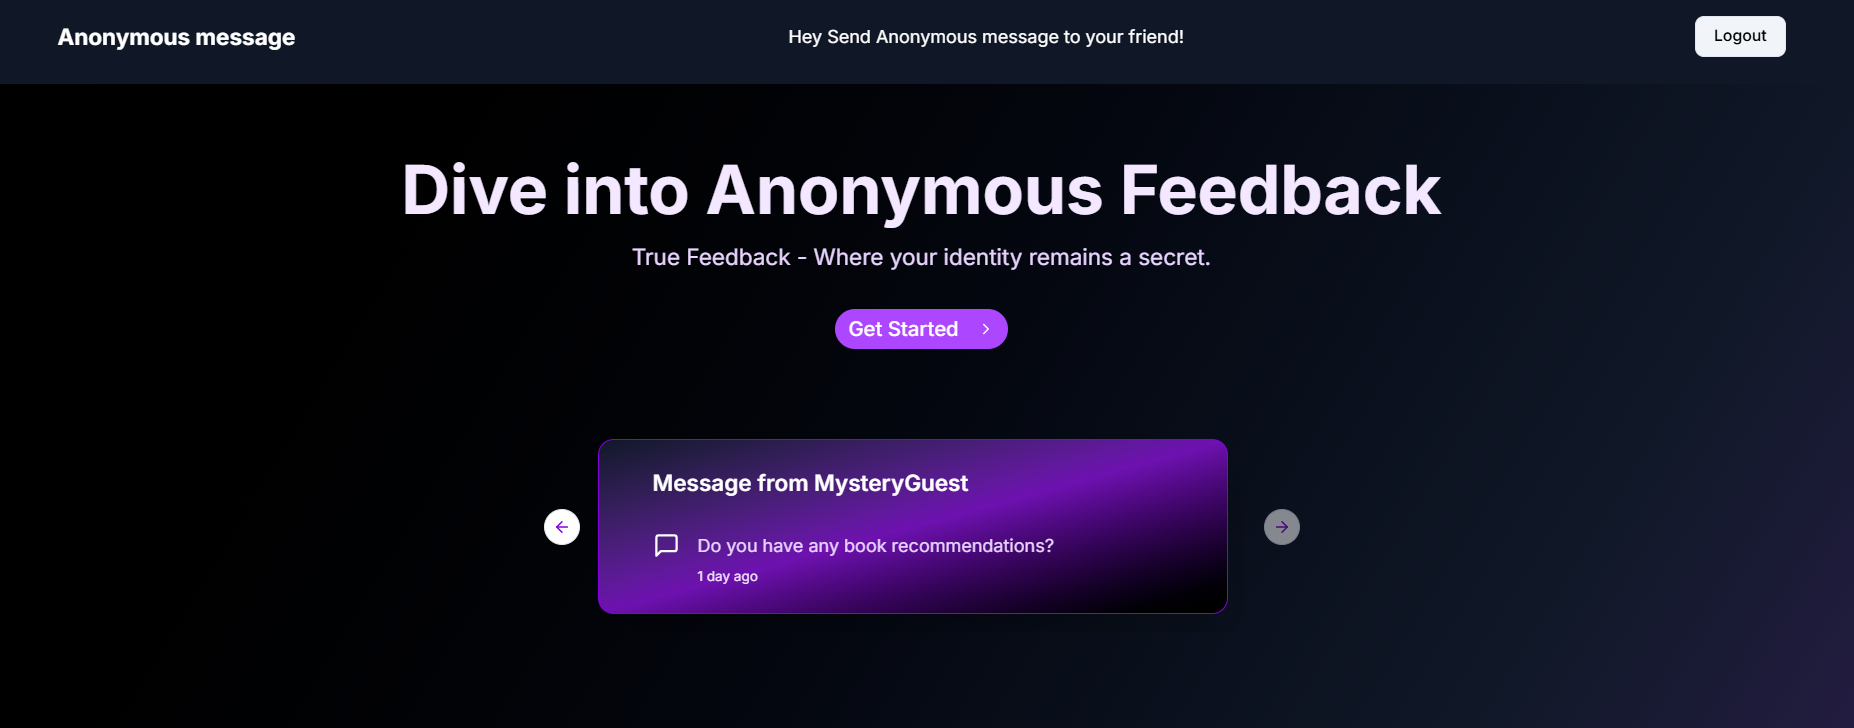 Anonymous message
Hey Send Anonymous message to your friend!
Logout
Dive into Anonymous Feedback
True Feedback - Where your identity remains a secret.
Get Started
Message from MysteryGuest
Do you have any book recommendations?
1 day ago